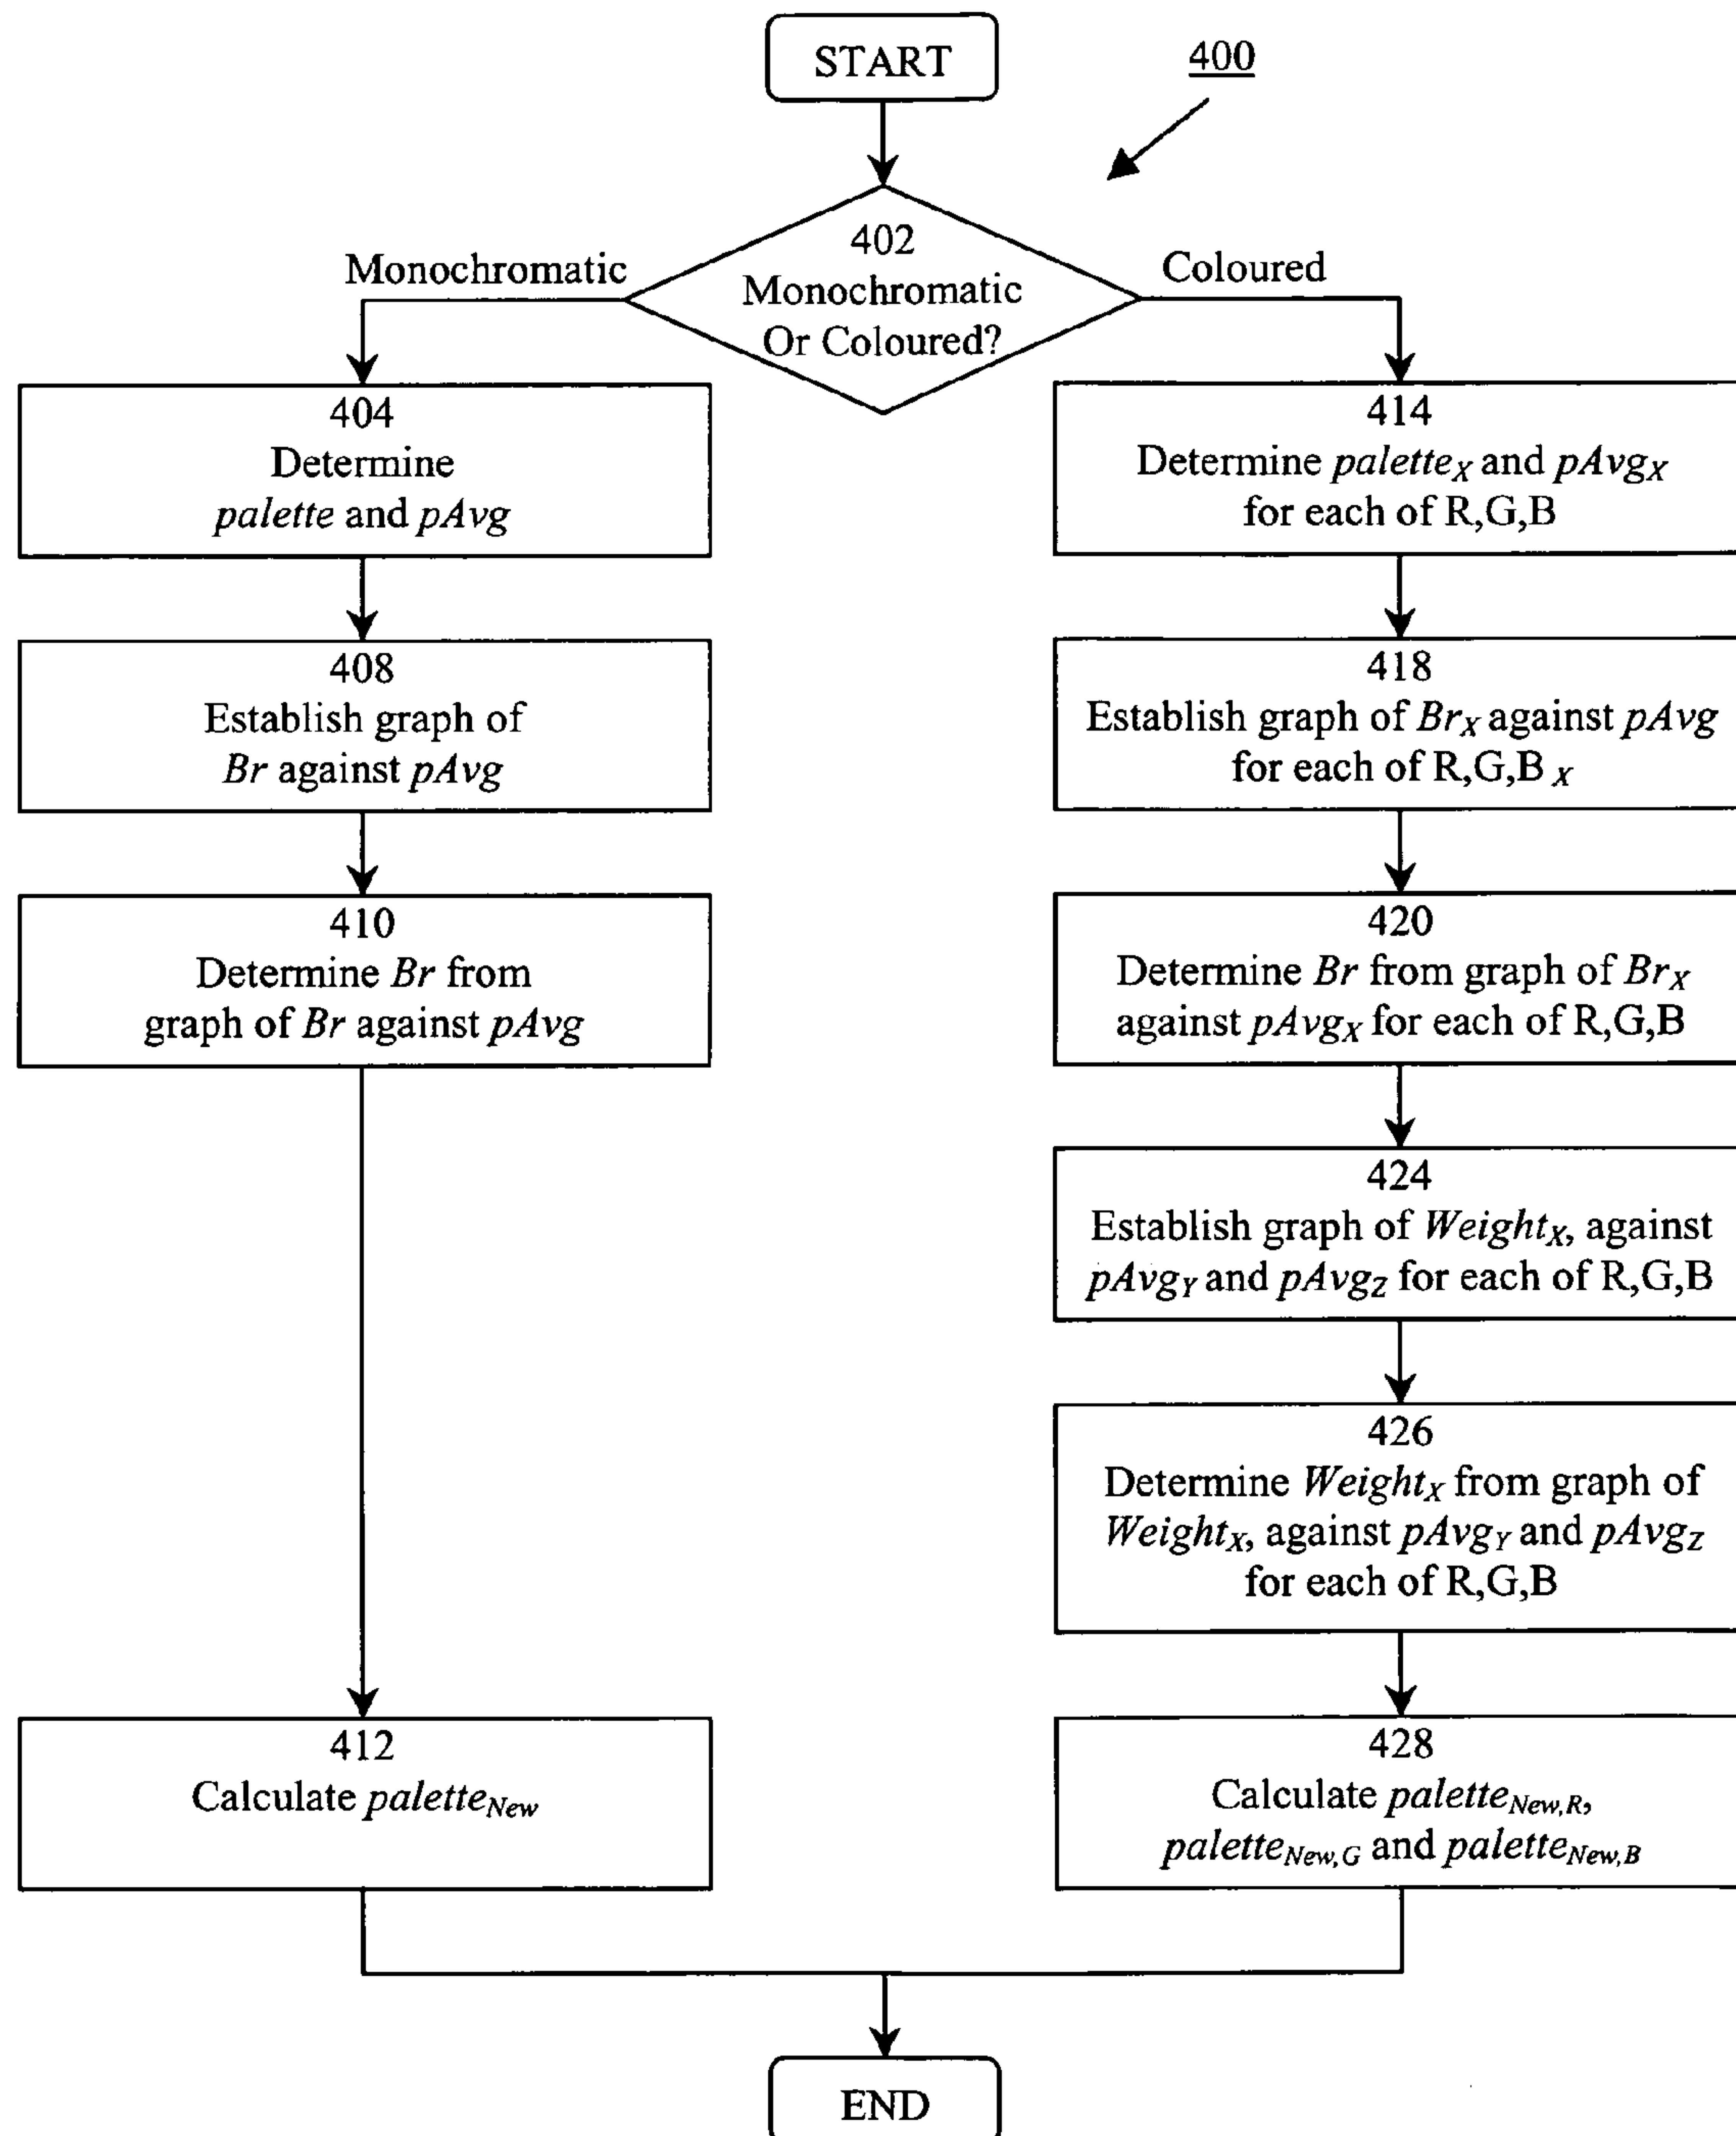 START
400
402
Monochromatic
Or Coloured?
Monochromatic
Coloured
404
Determine
palette and pAvg
408
Establish graph of
Br against pAvg
410
Determine Br from
graph of Br against pAvg
412
Calculate paletteNew
414
Determine paletteX and pAvgX
for each of R,G,B
418
Establish graph of BrX against pAvg
for each of R,G,B X
420
Determine Br from graph of BrX
against pAvgX for each of R,G,B
424
Establish graph of WeightX, against
pAvgY and pAvgZ for each of R,G,B
426
Determine WeightX from graph of
WeightX, against pAvgY and pAvgZ
for each of R,G,B
428
Calculate paletteNew,R,
paletteNew,G and paletteNew,B
END